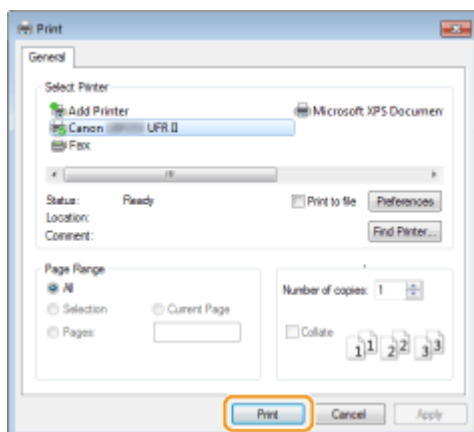 Print
General
Select Printer
Add Printer
Microsoft XPS Documen
Canon UFR II
Fax
Status: Ready
Print to file
Preferences
Location:
Comment:
Find Printer...
Page Range
All
Selection
Current Page
Pages:
Number of copies: 1
Collate
1 1 2 2 3 3
Print
Cancel
Apply